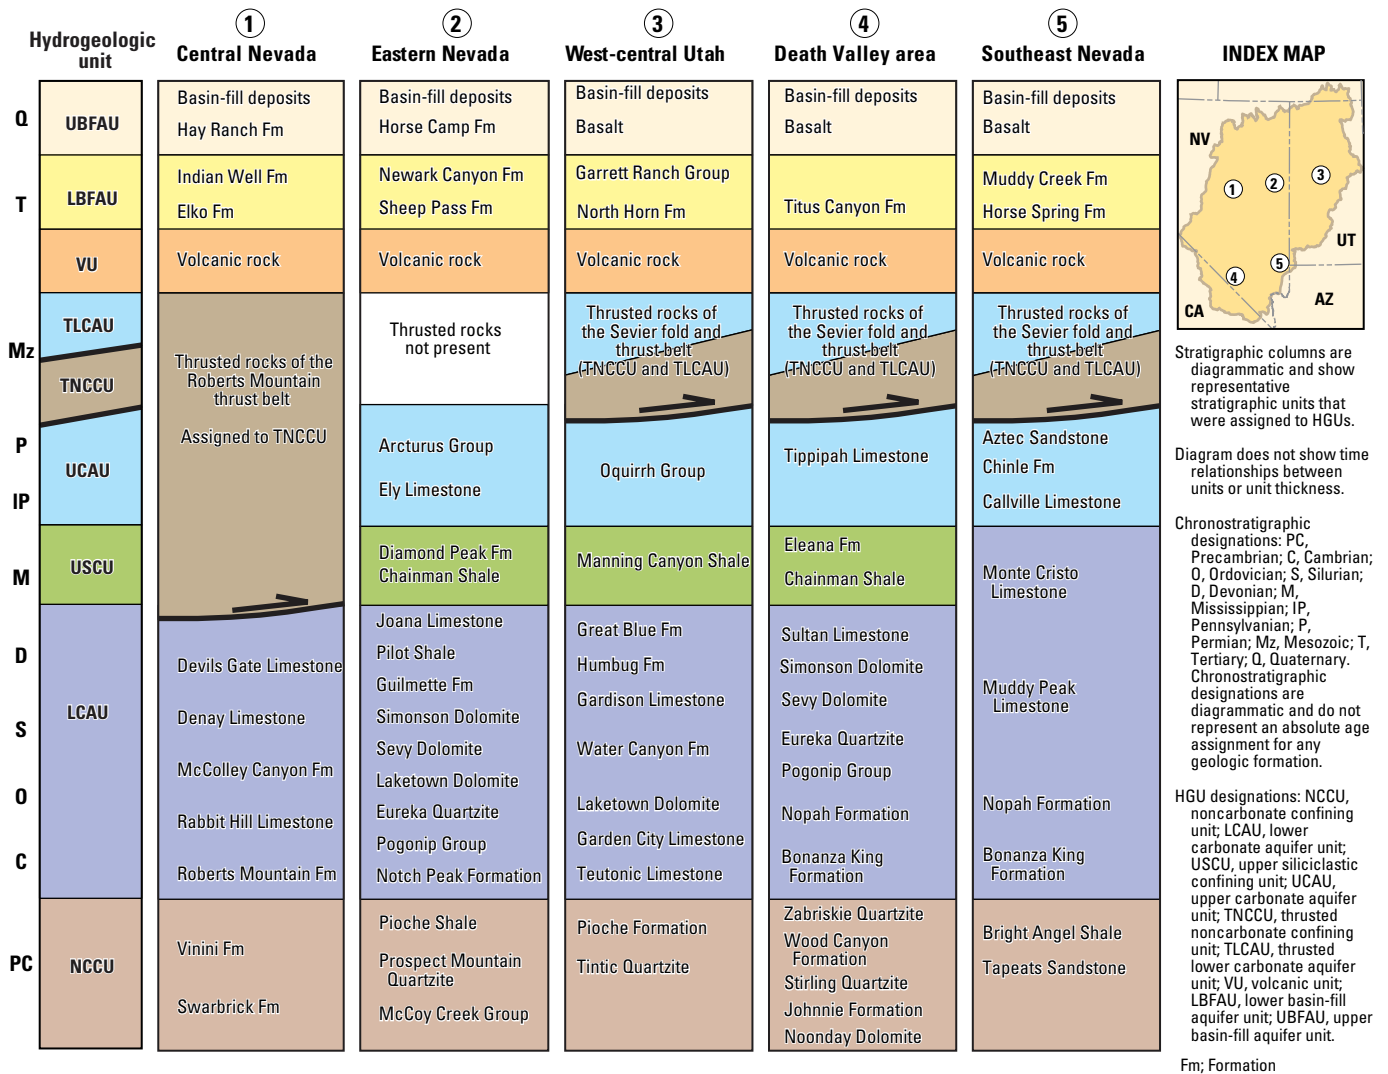 Hydrogeologic
unit
1
Central Nevada
2
Eastern Nevada
3
West-central Utah
4
Death Valley area
5
Southeast Nevada
INDEX MAP
Q
T
Mz
P
IP
M
D
S
O
C
PC
UBFAU
LBFAU
VU
TLCAU
TNCCU
UCAU
USCU
LCAU
NCCU
Basin-fill deposits
Hay Ranch Fm
Indian Well Fm
Elko Fm
Volcanic rock
Thrusted rocks of the
Roberts Mountain
thrust belt
Assigned to TNCCU
Devils Gate Limestone
Denay Limestone
McColley Canyon Fm
Rabbit Hill Limestone
Roberts Mountain Fm
Vinini Fm
Swarbrick Fm
Basin-fill deposits
Horse Camp Fm
Newark Canyon Fm
Sheep Pass Fm
Volcanic rock
Thrusted rocks
not present
Arcturus Group
Ely Limestone
Diamond Peak Fm
Chainman Shale
Joana Limestone
Pilot Shale
Guilmette Fm
Simonson Dolomite
Sevy Dolomite
Laketown Dolomite
Eureka Quartzite
Pogonip Group
Notch Peak Formation
Pioche Shale
Prospect Mountain
Quartzite
McCoy Creek Group
Basin-fill deposits
Basalt
Garrett Ranch Group
North Horn Fm
Volcanic rock
Thrusted rocks of
the Sevier fold and
thrust belt
(TNCCU and TLCAU)
Oquirrh Group
Manning Canyon Shale
Great Blue Fm
Humbug Fm
Gardison Limestone
Water Canyon Fm
Laketown Dolomite
Garden City Limestone
Teutonic Limestone
Pioche Formation
Tintic Quartzite
Basin-fill deposits
Basalt
Titus Canyon Fm
Volcanic rock
Thrusted rocks of
the Sevier fold and
thrust belt
(TNCCU and TLCAU)
Tippipah Limestone
Eleana Fm
Chainman Shale
Sultan Limestone
Simonson Dolomite
Sevy Dolomite
Eureka Quartzite
Pogonip Group
Nopah Formation
Bonanza King
Formation
Zabriskie Quartzite
Wood Canyon
Formation
Stirling Quartzite
Johnnie Formation
Noonday Dolomite
Basin-fill deposits
Basalt
Muddy Creek Fm
Horse Spring Fm
Volcanic rock
Thrusted rocks of
the Sevier fold and
thrust belt
(TNCCU and TLCAU)
Aztec Sandstone
Chinle Fm
Callville Limestone
Monte Cristo
Limestone
Muddy Peak
Limestone
Nopah Formation
Bonanza King
Formation
Bright Angel Shale
Tapeats Sandstone
NV
1
2
3
UT
4
5
CA
AZ
Stratigraphic columns are
diagrammatic and show
representative
stratigraphic units that
were assigned to HGUs.
Diagram does not show time
relationships between
units or unit thickness.
Chronostratigraphic
designations: PC,
Precambrian; C, Cambrian;
O, Ordovician; S, Silurian;
D, Devonian; M,
Mississippian; IP,
Pennsylvanian; P,
Permian; Mz, Mesozoic; T,
Tertiary; Q, Quaternary.
Chronostratigraphic
designations are
diagrammatic and do not
represent an absolute age
assignment for any
geologic formation.
HGU designations: NCCU,
noncarbonate confining
unit; LCAU, lower
carbonate aquifer unit;
USCU, upper siliciclastic
confining unit; UCAU,
upper carbonate aquifer
unit; TNCCU, thrusted
noncarbonate confining
unit; TLCAU, thrusted
lower carbonate aquifer
unit; VU, volcanic unit;
LBFAU, lower basin-fill
aquifer unit; UBFAU, upper
basin-fill aquifer unit.
Fm; Formation